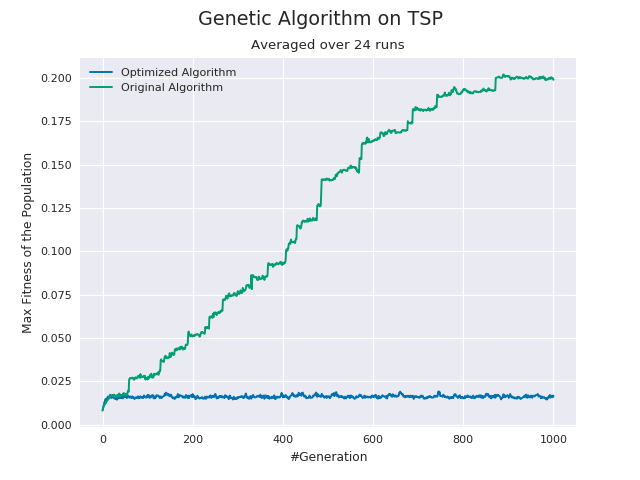 Genetic Algorithm on TSP
Averaged over 24 runs
Optimized Algorithm
Original Algorithm
Max Fitness of the Population
0.200
0.175
0.150
0.125
0.100
0.075
0.050
0.025
0.000
0 200 400 600 800 1000
#Generation